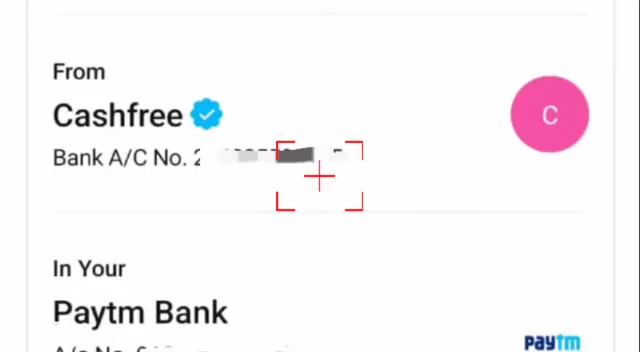 From
Cashfree
C
Bank A/C No.
In Your
Paytm Bank
paytm